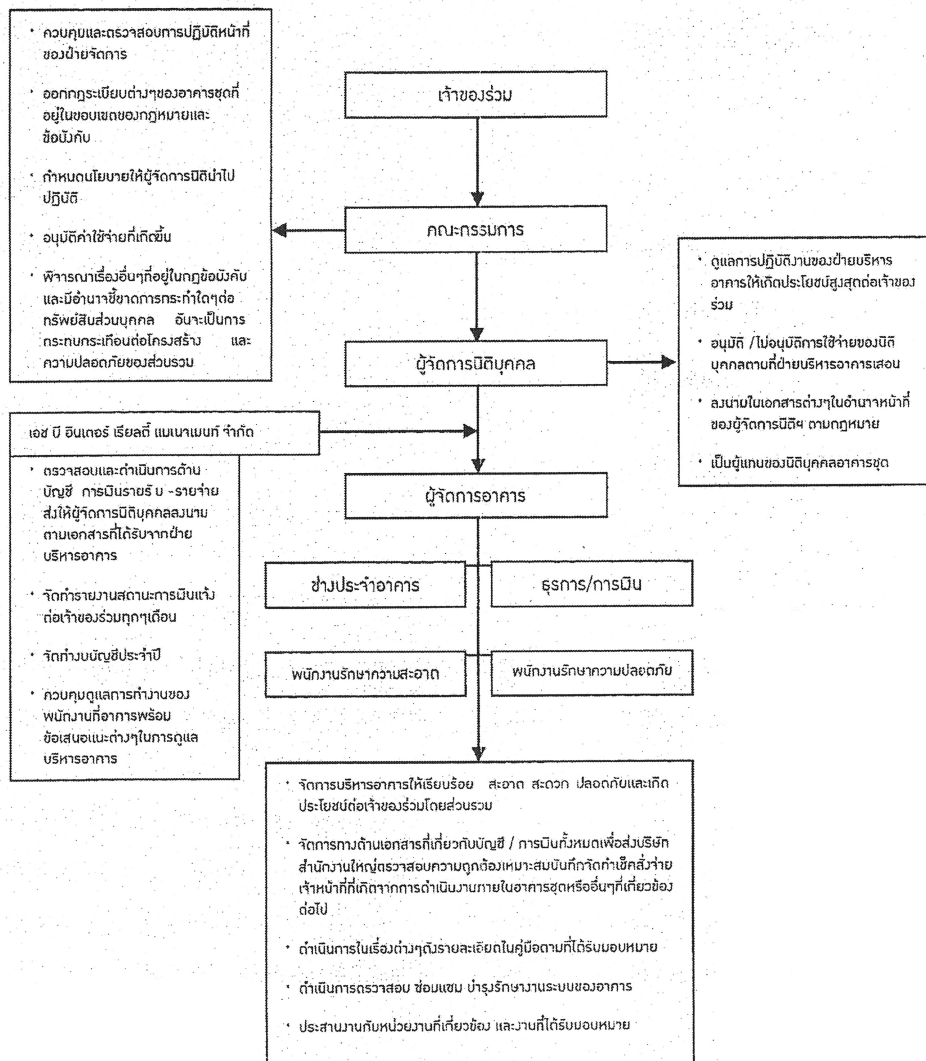 • ควบคุมและตรวจสอบการปฏิบัติหน้าที่
ของฝ่ายจัดการ
• ออกกฎระเบียบต่างๆของอาคารชุดที่
อยู่ในขอบเขตของกฎหมายและ
ข้อบังคับ
• กำหนดนโยบายให้ผู้จัดการนิตินำไป
ปฏิบัติ
• อนุมัติค่าใช้จ่ายที่เกิดขึ้น
• พิจารณาเรื่องอื่นๆที่อยู่ในกฎข้อบังคับ
และมีอำนาจชี้ขาดการกระทำใดๆต่อ
ทรัพย์สินส่วนบุคคล อันจะเป็นการ
กระทบกระเทือนต่อโครงสร้าง และ
ความปลอดภัยของส่วนรวม
เจ้าของร่วม
คณะกรรมการ
ผู้จัดการนิติบุคคล
• ดูแลการปฏิบัติงานของฝ่ายบริหาร
อาคารให้เกิดประโยชน์สูงสุดต่อเจ้าของ
ร่วม
• อนุมัติ /ไม่อนุมัติการใช้จ่ายของนิติ
บุคคลตามที่ฝ่ายบริหารอาคารเสนอ
• ลงนามในเอกสารต่างๆในอำนาจหน้าที่
ของผู้จัดการนิติฯ ตามกฎหมาย
• เป็นผู้แทนของนิติบุคคลอาคารชุด
เอช บี อินเตอร์ เรียลตี้ แมเนจเมนท์ จำกัด
• ตรวจสอบและดำเนินการด้าน
บัญชี การเงินรายรับ -รายจ่าย
ส่งให้ผู้จัดการนิติบุคคลลงนาม
ตามเอกสารที่ได้รับจากฝ่าย
บริหารอาคาร
• จัดทำรายงานสถานะการเงินแจ้ง
ต่อเจ้าของร่วมทุกๆเดือน
• จัดทำงบบัญชีประจำปี
• ควบคุมดูแลการทำงานของ
พนักงานที่อาคารพร้อม
ข้อเสนอแนะต่างๆในการดูแล
บริหารอาคาร
ผู้จัดการอาคาร
ช่างประจำอาคาร
ธุรการ/การเงิน
พนักงานรักษาความสะอาด
พนักงานรักษาความปลอดภัย
• จัดการบริหารอาคารให้เรียบร้อย สะอาด สะดวก ปลอดภัยและเกิด
ประโยชน์ต่อเจ้าของร่วมโดยส่วนรวม
• จัดการทางด้านเอกสารที่เกี่ยวกับบัญชี / การเงินทั้งหมดเพื่อส่งบริษัท
สำนักงานใหญ่ตรวจสอบความถูกต้องเหมาะสมบันทึกจัดทำเช็คสั่งจ่าย
เจ้าหน้าที่ที่เกิดจากการดำเนินงานภายในอาคารชุดหรืออื่นๆที่เกี่ยวข้อง
ต่อไป
• ดำเนินการในเรื่องต่างๆดังรายละเอียดในคู่มือตามที่ได้รับมอบหมาย
• ดำเนินการตรวจสอบ ซ่อมแซม บำรุงรักษางานระบบของอาคาร
• ประสานงานกับหน่วยงานที่เกี่ยวข้อง และงานที่ได้รับมอบหมาย